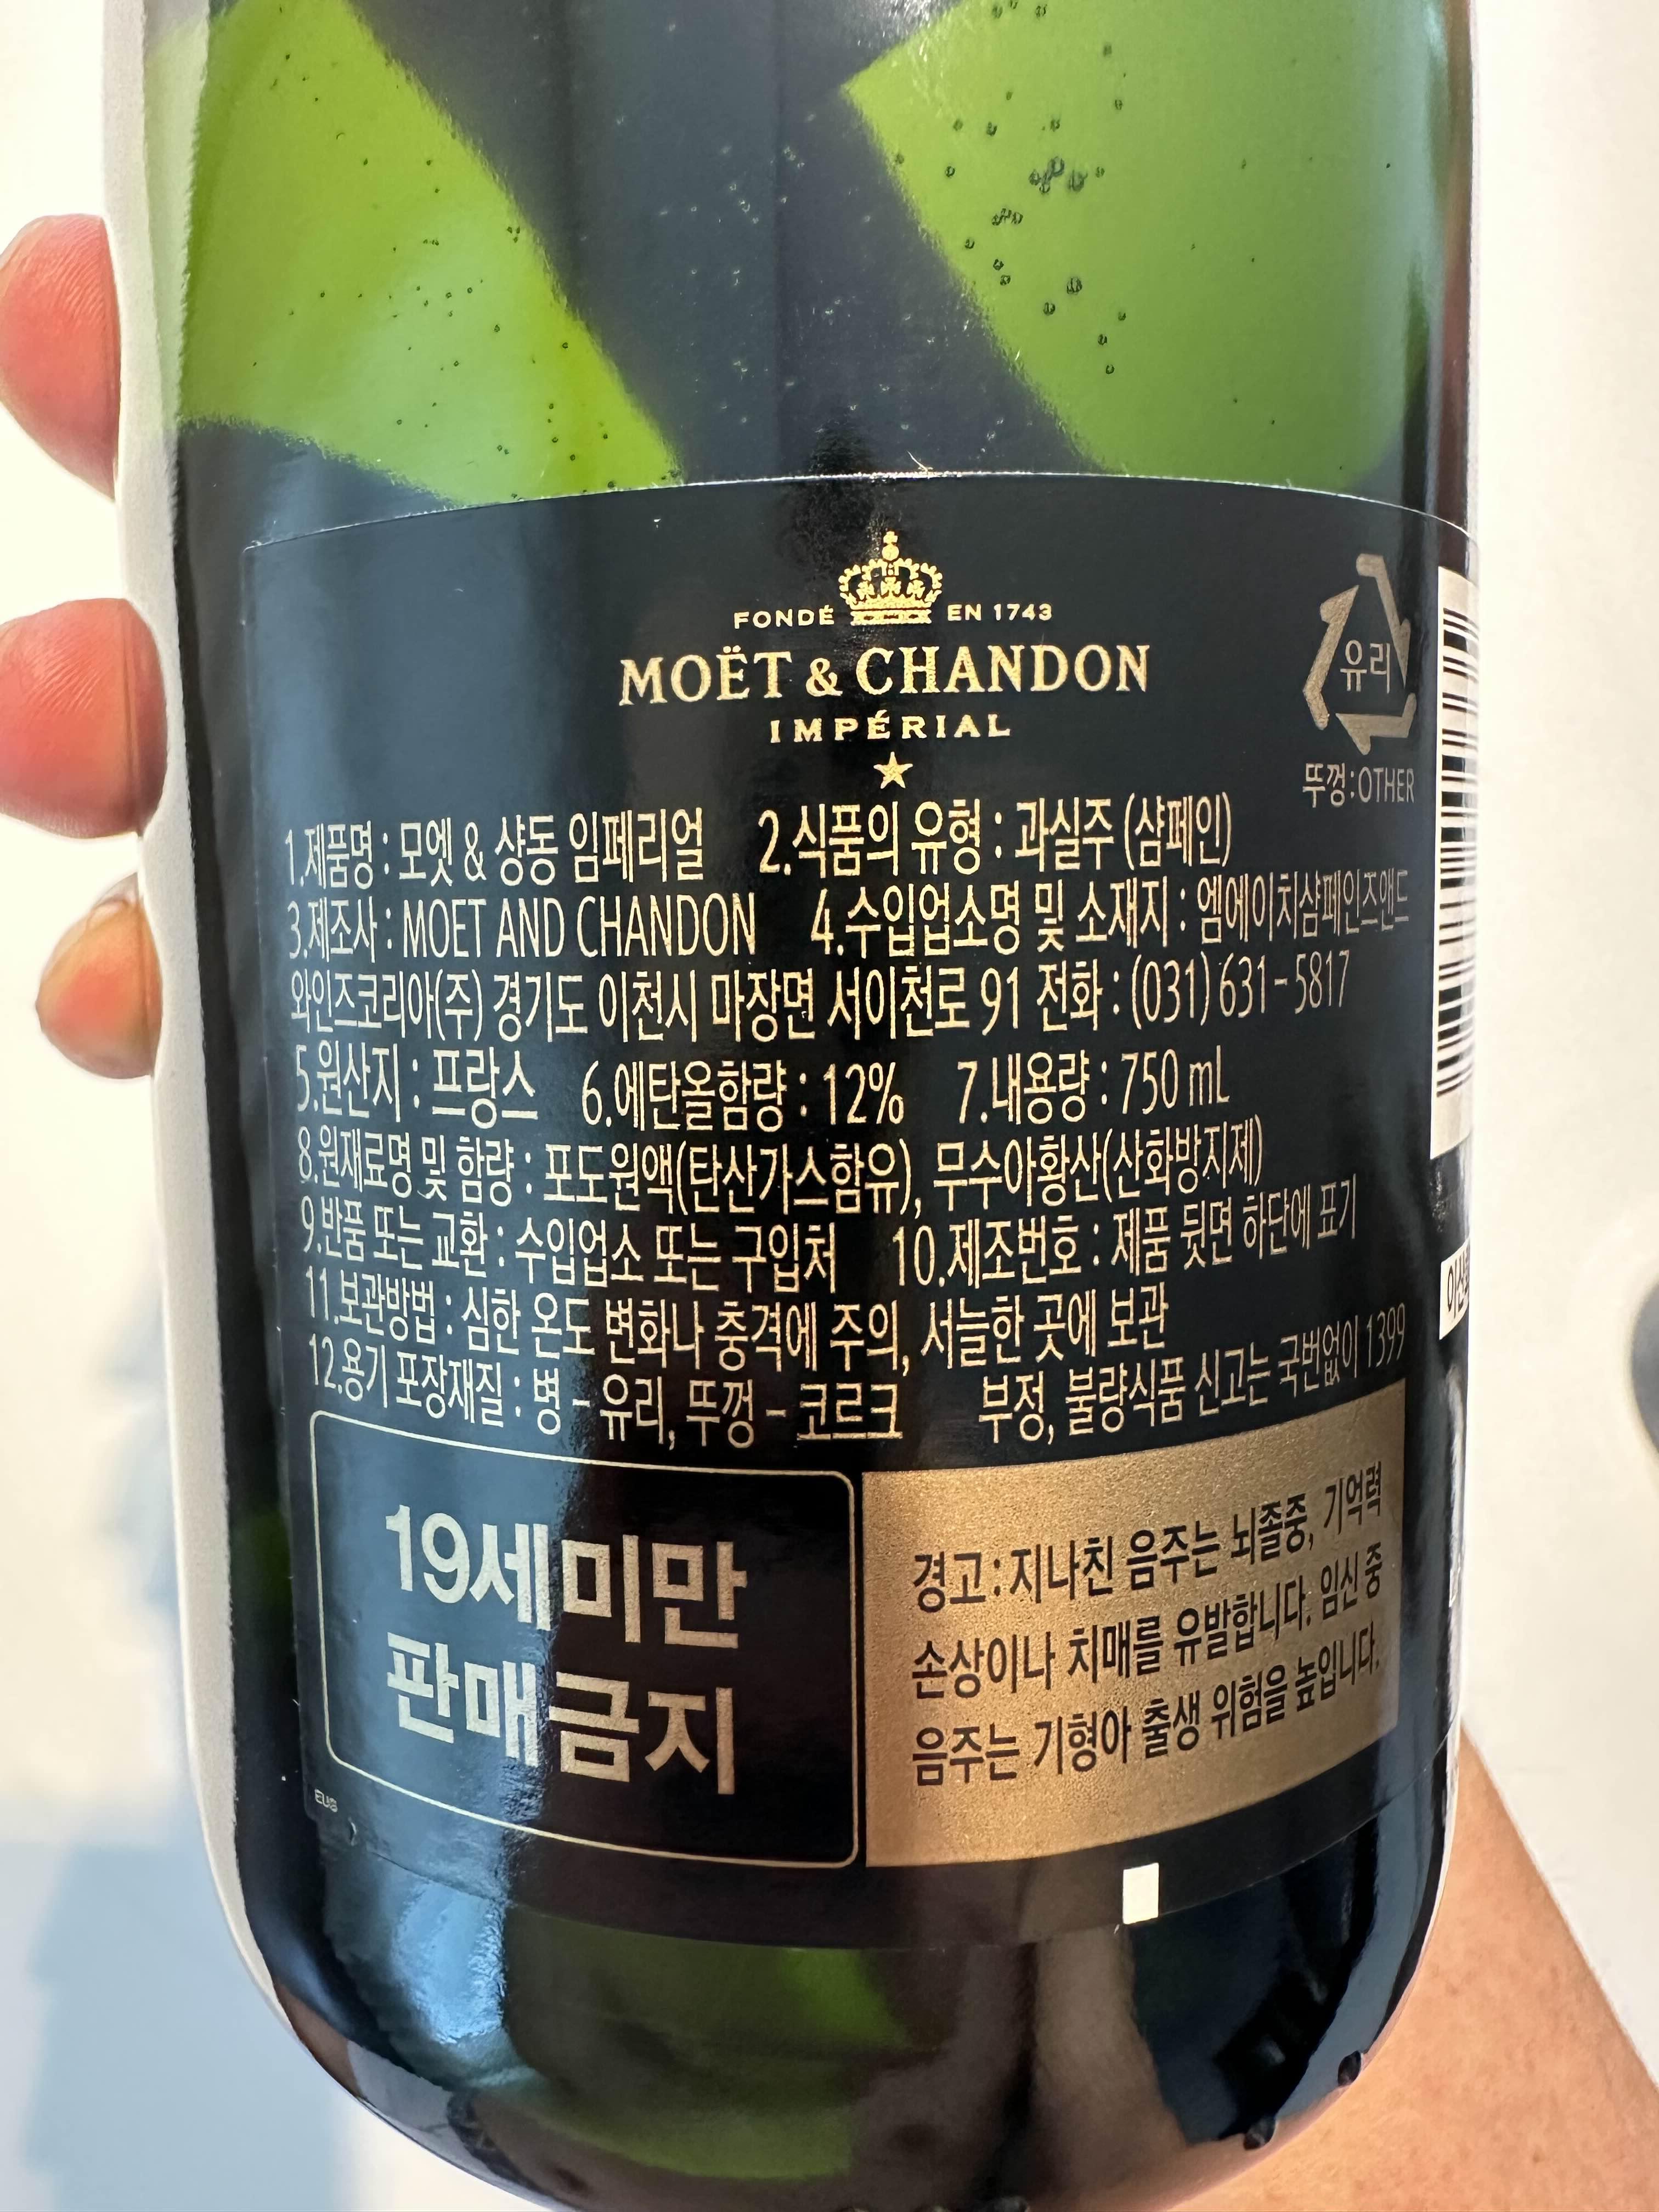 FONDÉ EN 1743
MOËT & CHANDON
IMPÉRIAL
유리
뚜껑:OTHER
1.제품명 : 모엣 & 샹동 임페리얼 2.식품의 유형 : 과실주 (샴페인)
3.제조사 : MOET AND CHANDON 4.수입업소명 및 소재지 : 엠에이치샴페인즈앤드
와인즈코리아(주) 경기도 이천시 마장면 서이천로 91 전화 : (031) 631-5817
5.원산지 : 프랑스 6.에탄올함량 : 12% 7.내용량 : 750 mL
8.원재료명 및 함량 : 포도원액(탄산가스함유), 무수아황산(산화방지제)
9.반품 또는 교환 : 수입업소 또는 구입처 10.제조번호 : 제품 뒷면 하단에 표기
11.보관방법 : 심한 온도 변화나 충격에 주의, 서늘한 곳에 보관
12.용기 포장재질 : 병 - 유리, 뚜껑 - 코르크 부정, 불량식품 신고는 국번없이 1399
19세미만
판매금지
경고 : 지나친 음주는 뇌졸중, 기억력
손상이나 치매를 유발합니다. 임신 중
음주는 기형아 출생 위험을 높입니다.